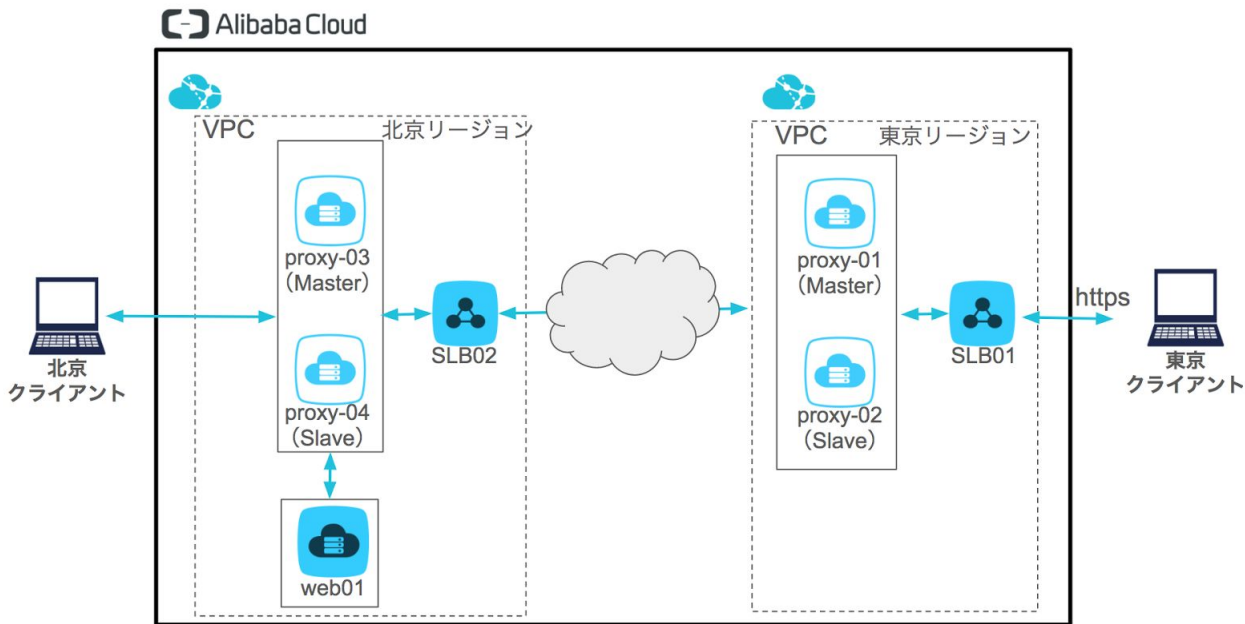 Alibaba Cloud
VPC
北京リージョン
VPC
東京リージョン
proxy-03
（Master）
proxy-04
（Slave）
web01
SLB02
proxy-01
（Master）
proxy-02
（Slave）
SLB01
https
北京
クライアント
東京
クライアント